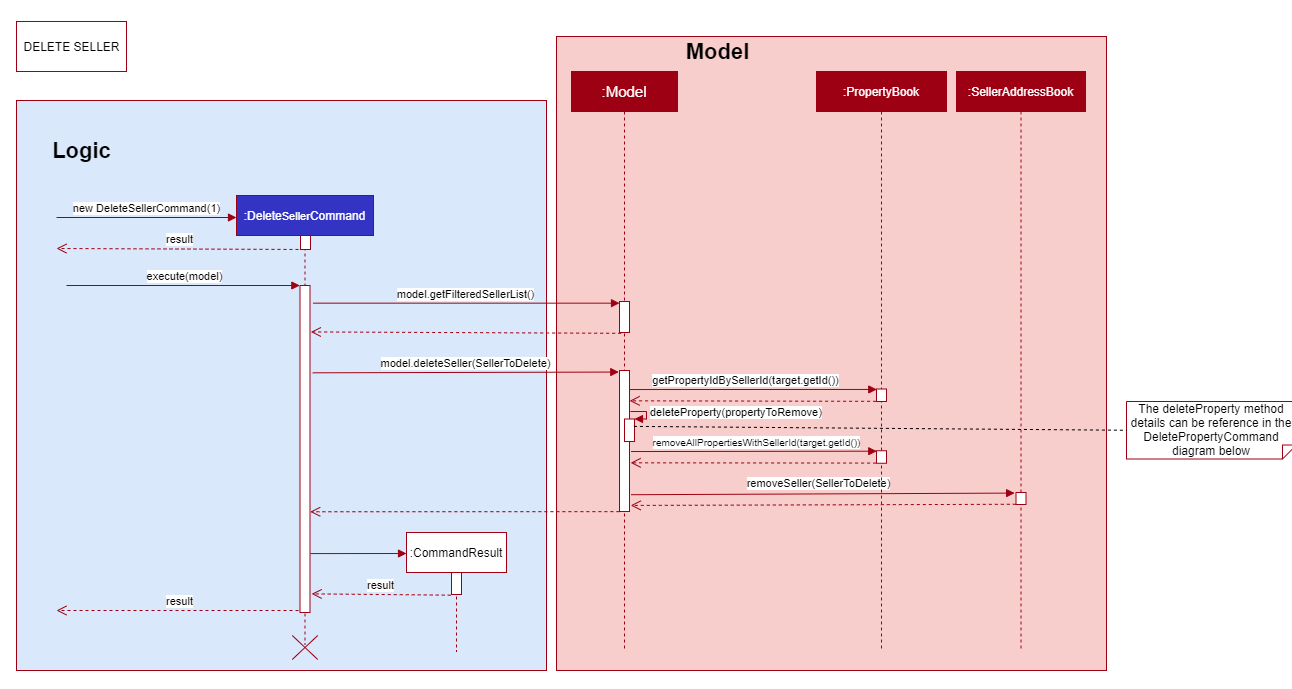 DELETE SELLER
Model
:Model
:PropertyBook
:SellerAddressBook
Logic
new DeleteSellerCommand(1)
:DeleteSellerCommand
result
execute(model)
model.getFilteredSellerList()
model.deleteSeller(SellerToDelete)
getPropertyIdBySellerId(target.getId())
deleteProperty(propertyToRemove)
The deleteProperty method
details can be reference in the
DeletePropertyCommand
diagram below
removeAllPropertiesWithSellerId(target.getId())
removeSeller(SellerToDelete)
:CommandResult
result
result